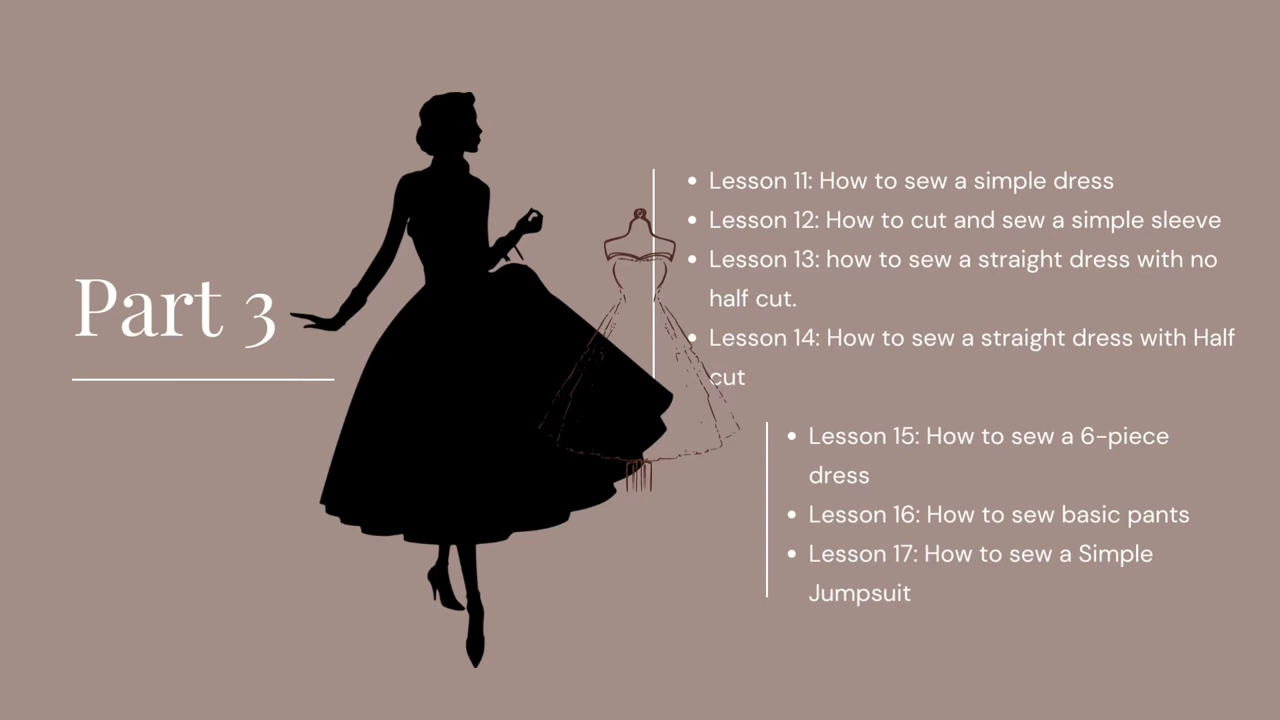 Part 3
• Lesson 11: How to sew a simple dress
• Lesson 12: How to cut and sew a simple sleeve
• Lesson 13: how to sew a straight dress with no
half cut.
• Lesson 14: How to sew a straight dress with Half
cut
• Lesson 15: How to sew a 6-piece
dress
• Lesson 16: How to sew basic pants
• Lesson 17: How to sew a Simple
Jumpsuit